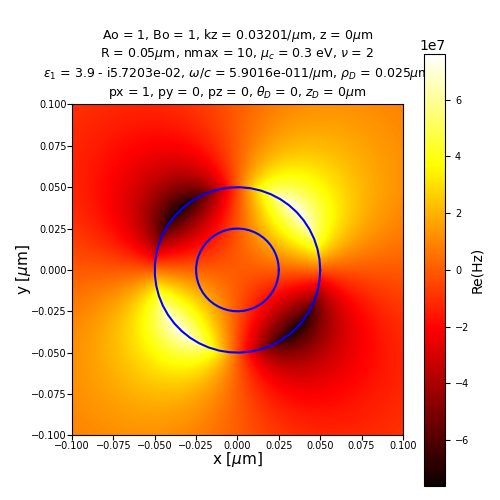 Ao = 1, Bo = 1, kz = 0.03201/μm, z = 0μm
R = 0.05μm, nmax = 10, μc = 0.3 eV, ν = 2
ε1 = 3.9 - i5.7203e-02, ω/c = 5.9016e-011/μm, ρD = 0.025μm
px = 1, py = 0, pz = 0, θD = 0, zD = 0μm
1e7
0.100
0.075
0.050
0.025
0.000
−0.025
−0.050
−0.075
−0.100
y [μm]
−0.100 −0.075 −0.050 −0.025 0.000 0.025 0.050 0.075 0.100
x [μm]
6
4
2
0
−2
−4
−6
Re(Hz)